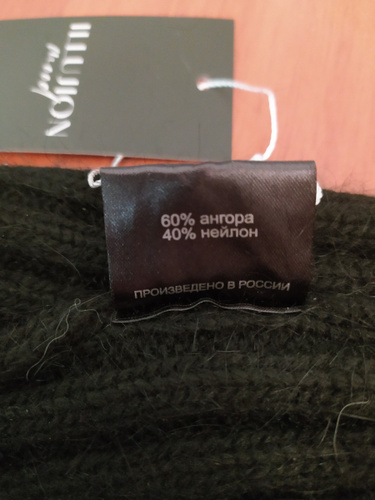 ILLUSION
60% ангора
40% нейлон
ПРОИЗВЕДЕНО В РОССИИ